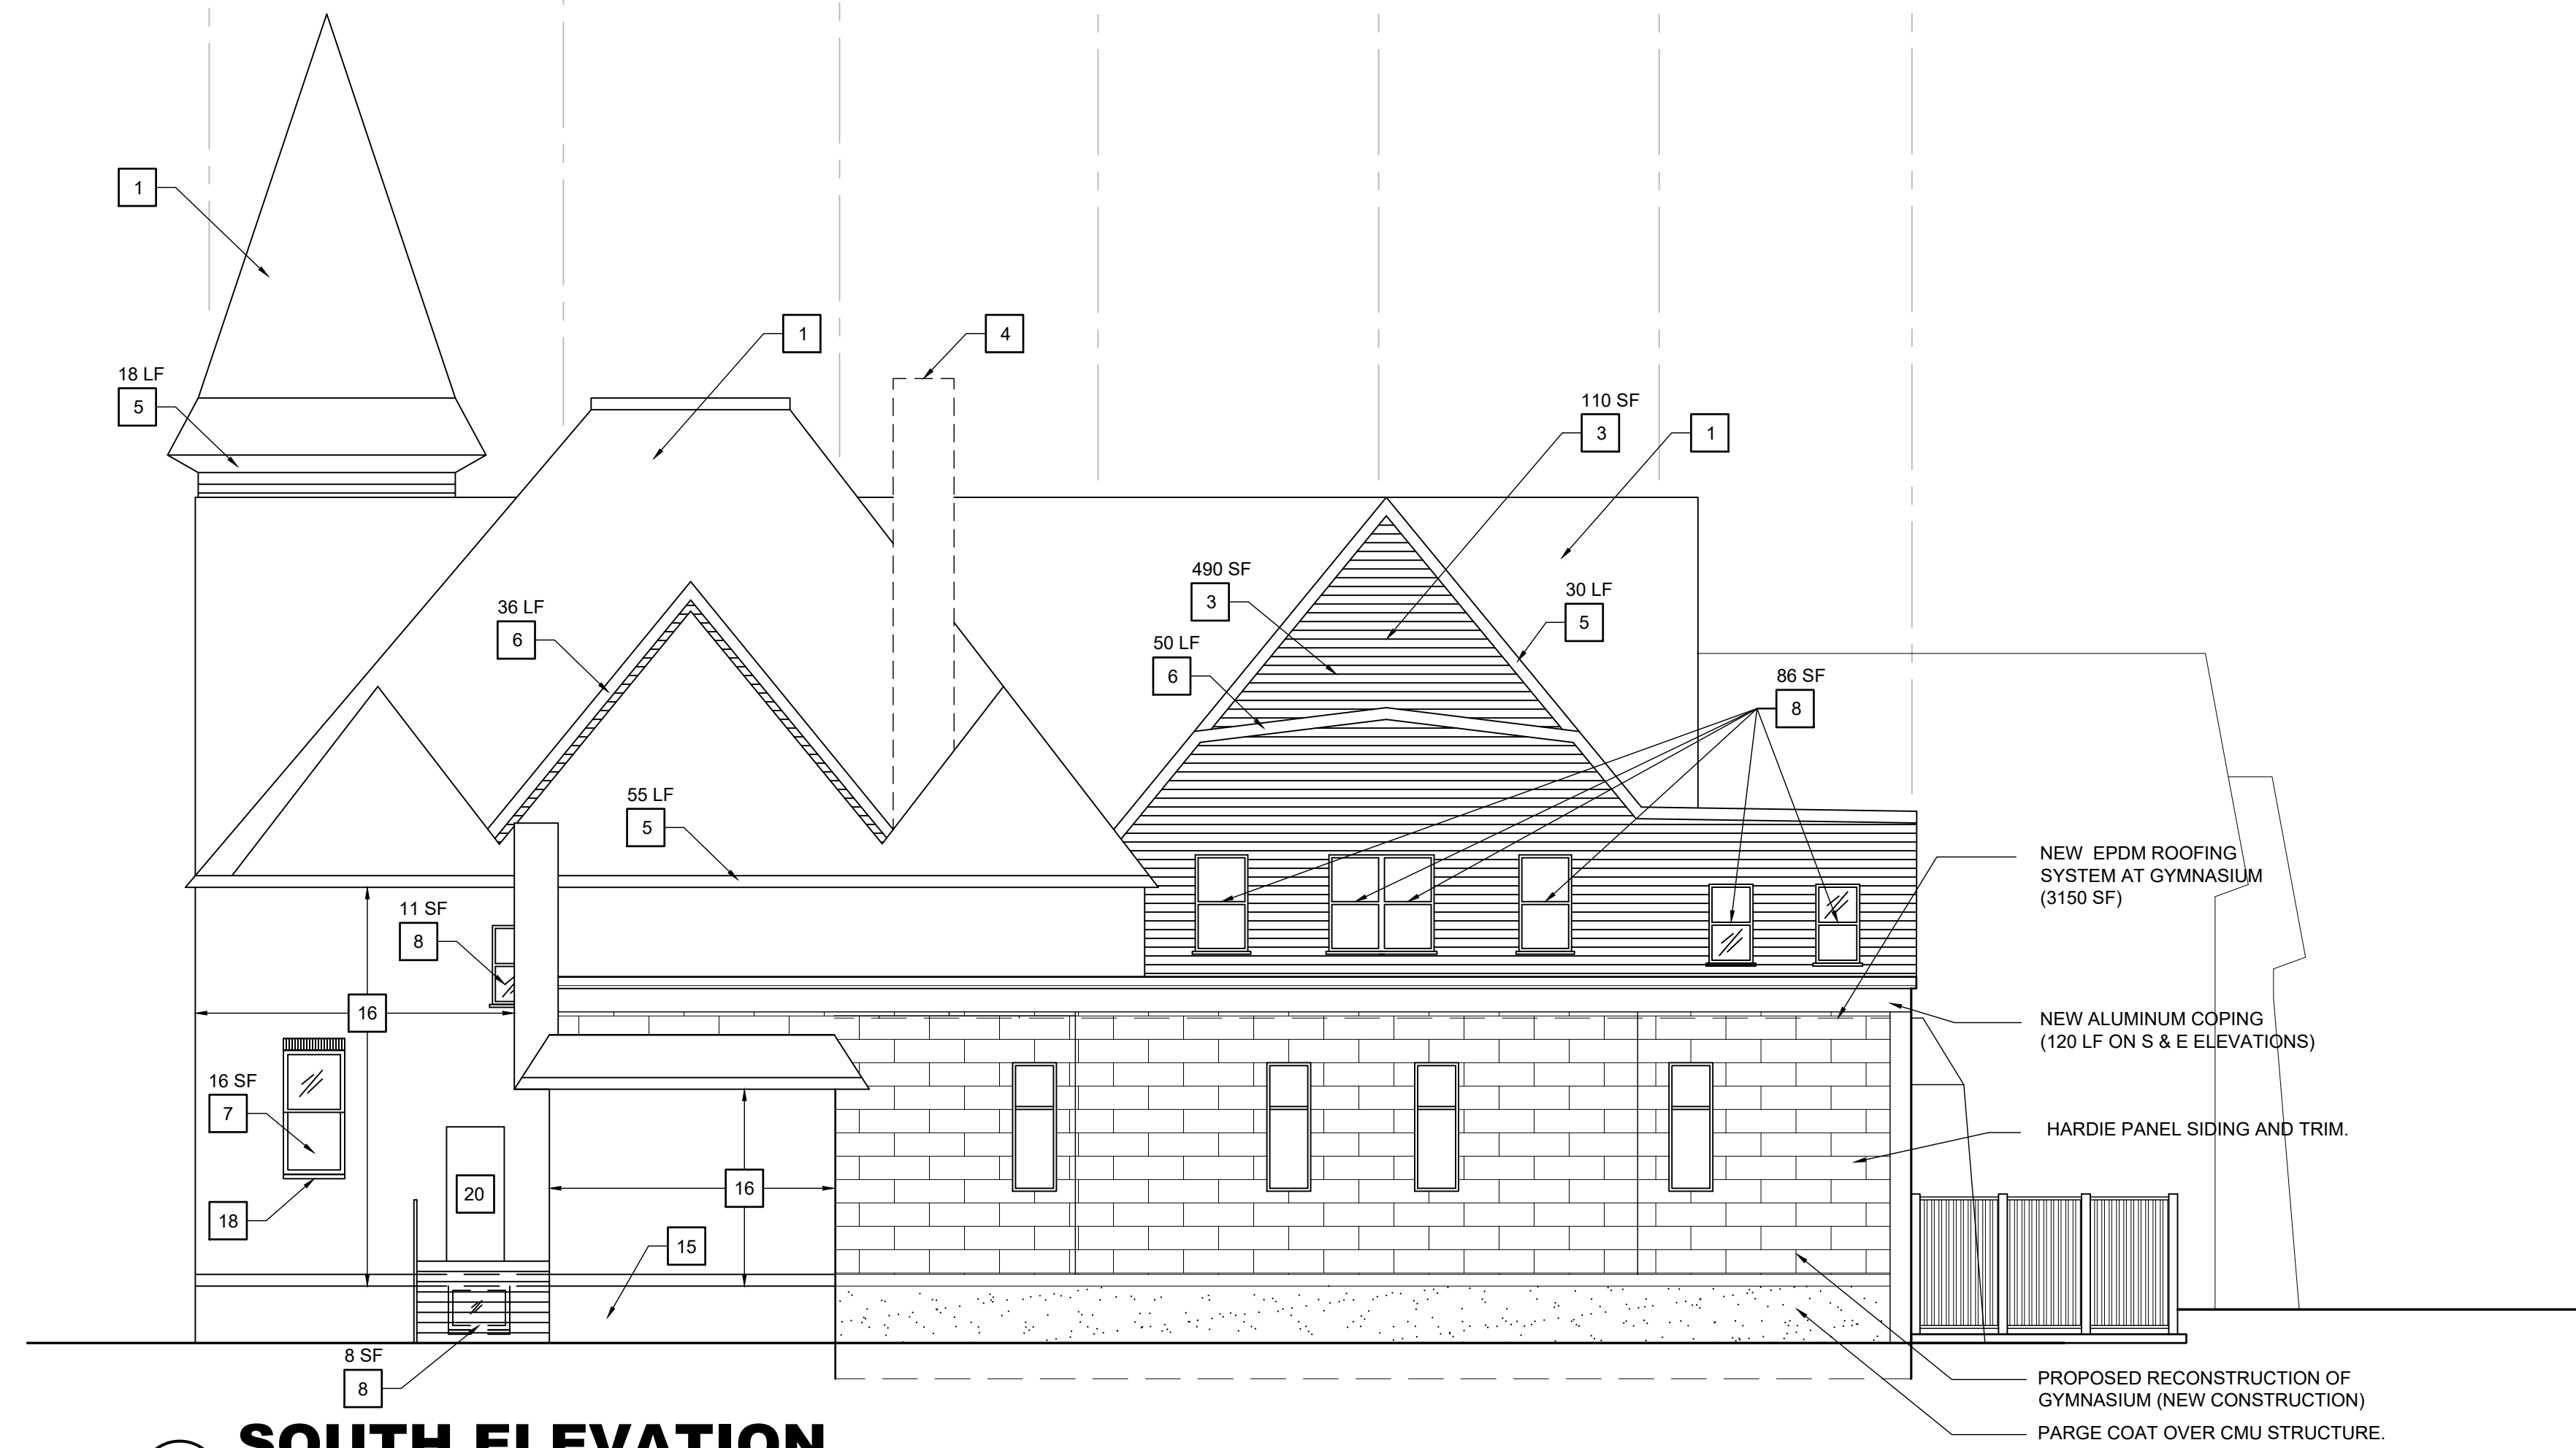 1
1
4
18 LF
5
110 SF
3
1
490 SF
3
30 LF
5
36 LF
6
50 LF
6
86 SF
8
55 LF
5
NEW  EPDM ROOFING
SYSTEM AT GYMNASIUM
(3150 SF)
11 SF
8
16
NEW ALUMINUM COPING
(120 LF ON S & E ELEVATIONS)
16 SF
7
HARDIE PANEL SIDING AND TRIM.
20
16
18
15
8 SF
8
PROPOSED RECONSTRUCTION OF
GYMNASIUM (NEW CONSTRUCTION)
PARGE COAT OVER CMU STRUCTURE.
SOUTH ELEVATION